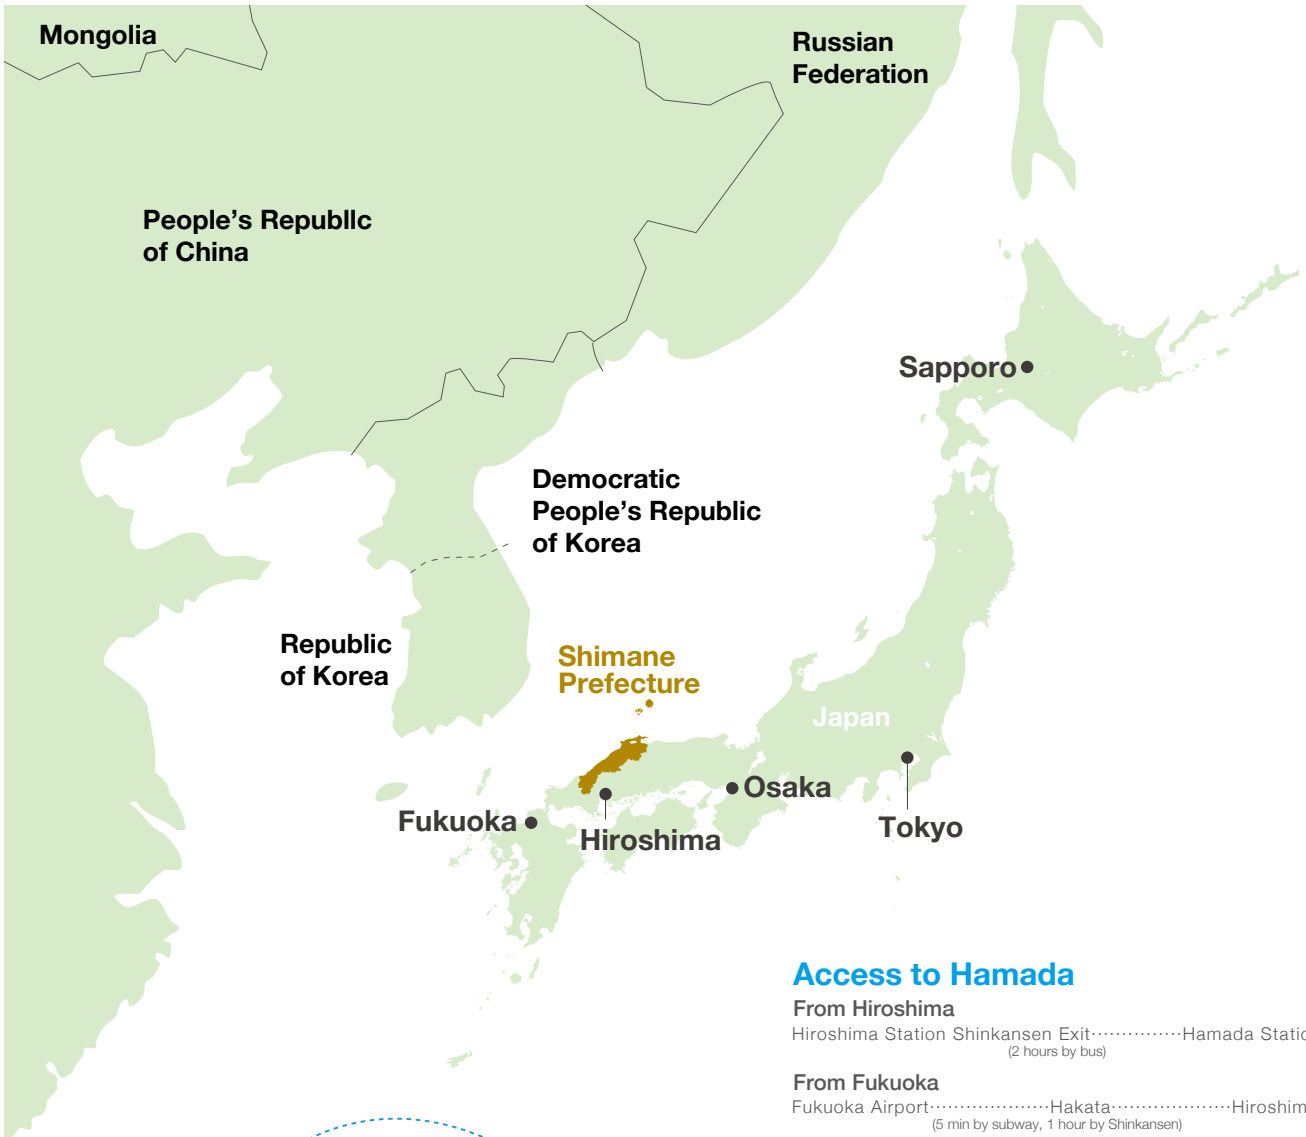 Mongolia
Russian
Federation
People’s Republlc
of China
Sapporo
Democratic
People’s Republic
of Korea
Republic
of Korea
Shimane
Prefecture
Japan
Osaka
Fukuoka
Hiroshima
Tokyo
Access to Hamada
From Hiroshima
Hiroshima Station Shinkansen Exit···············Hamada Statio
(2 hours by bus)
From Fukuoka
Fukuoka Airport····················Hakata····················Hiroshim
(5 min by subway, 1 hour by Shinkansen)